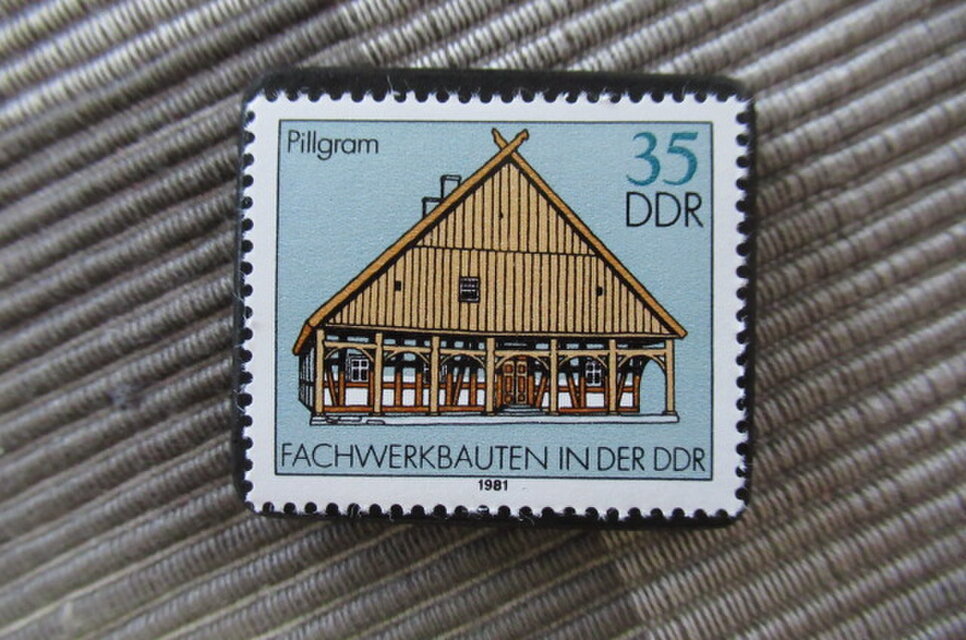 Pillgram
35
DDR
FACHWERKBAUTEN IN DER DDR
1981